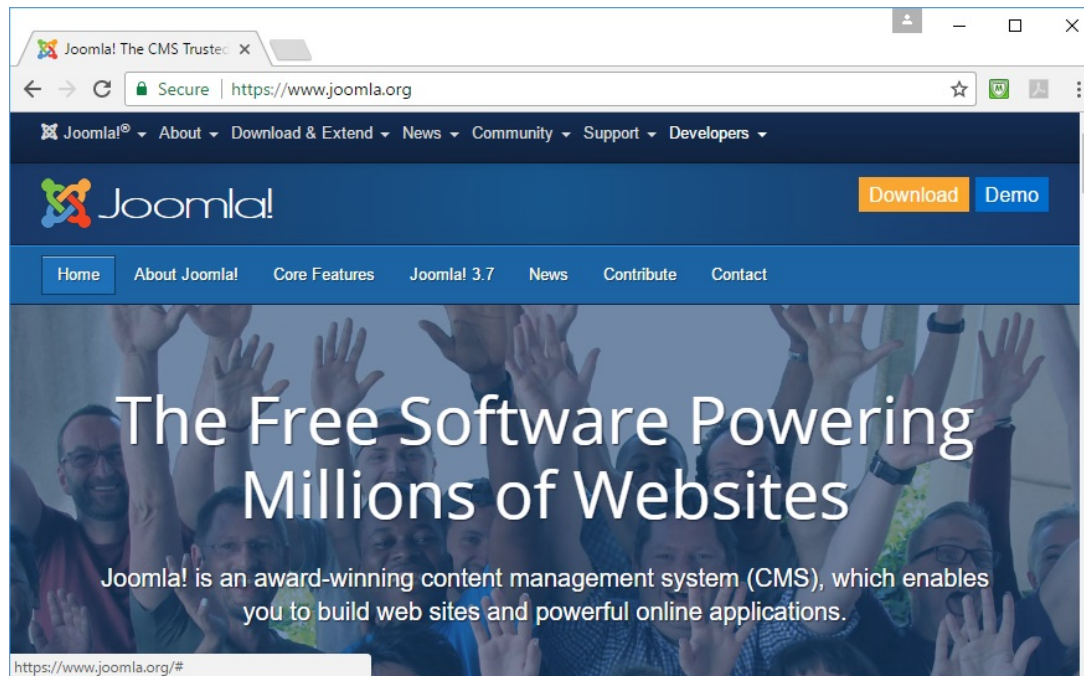 Joomla! The CMS Trusted
Secure | https://www.joomla.org
Joomla!® About Download & Extend News Community Support Developers
Joomla!
Download Demo
Home About Joomla! Core Features Joomla! 3.7 News Contribute Contact
The Free Software Powering
Millions of Websites
Joomla! is an award-winning content management system (CMS), which enables
you to build web sites and powerful online applications.
https://www.joomla.org/#